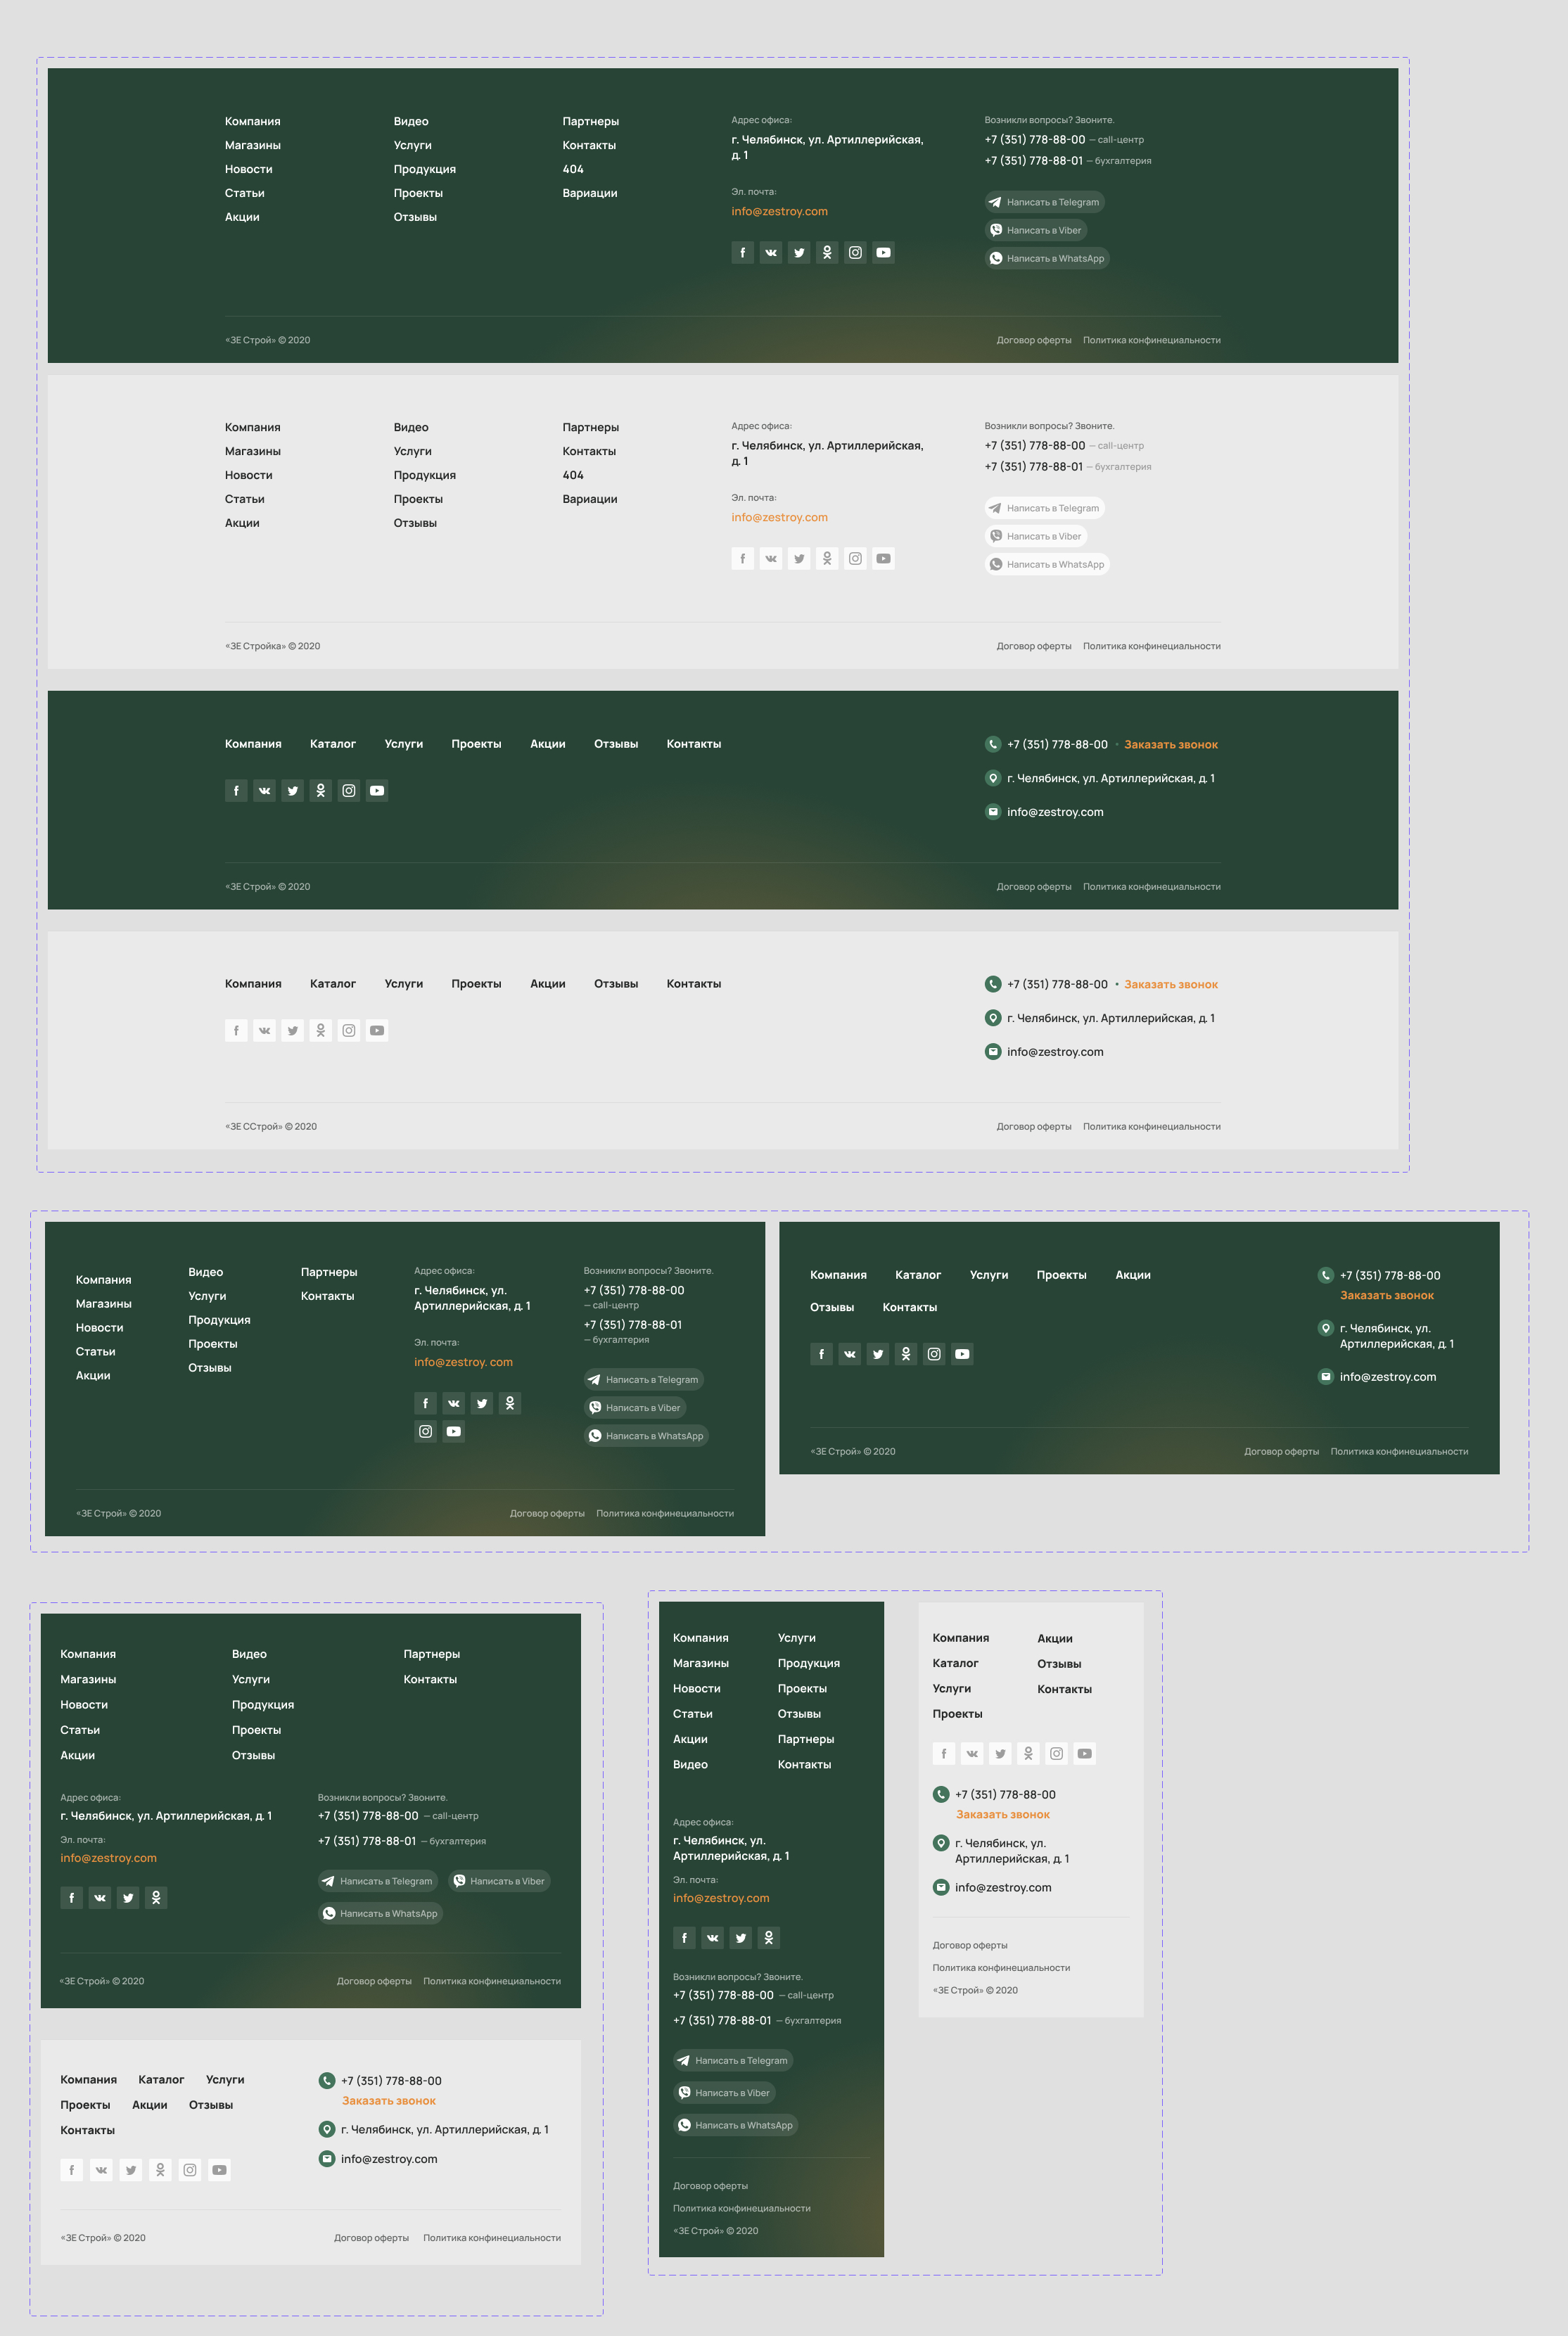 Компания
Магазины
Новости
Статьи
Акции
Видео
Услуги
Продукция
Проекты
Отзывы
Партнеры
Контакты
404
Вариации
Адрес офиса:
г. Челябинск, ул. Артиллерийская,
д. 1
Эл. почта:
info@zestroy.com
Возникли вопросы? Звоните.
+7 (351) 778-88-00 — call-центр
+7 (351) 778-88-01 — бухгалтерия
Написать в Telegram
Написать в Viber
Написать в WhatsApp
«ЗЕ Строй» © 2020
Договор оферты Политика конфинециальности
Компания
Магазины
Новости
Статьи
Акции
Видео
Услуги
Продукция
Проекты
Отзывы
Партнеры
Контакты
404
Вариации
Адрес офиса:
г. Челябинск, ул. Артиллерийская,
д. 1
Эл. почта:
info@zestroy.com
Возникли вопросы? Звоните.
+7 (351) 778-88-00 — call-центр
+7 (351) 778-88-01 — бухгалтерия
Написать в Telegram
Написать в Viber
Написать в WhatsApp
«ЗЕ Стройка» © 2020
Договор оферты Политика конфинециальности
Компания Каталог Услуги Проекты Акции Отзывы Контакты
+7 (351) 778-88-00 • Заказать звонок
г. Челябинск, ул. Артиллерийская, д. 1
info@zestroy.com
«ЗЕ Строй» © 2020
Договор оферты Политика конфинециальности
Компания Каталог Услуги Проекты Акции Отзывы Контакты
+7 (351) 778-88-00 • Заказать звонок
г. Челябинск, ул. Артиллерийская, д. 1
info@zestroy.com
«ЗЕ ССтрой» © 2020
Договор оферты Политика конфинециальности
Компания
Магазины
Новости
Статьи
Акции
Видео
Услуги
Продукция
Проекты
Отзывы
Партнеры
Контакты
Адрес офиса:
г. Челябинск, ул.
Артиллерийская, д. 1
Эл. почта:
info@zestroy. com
Возникли вопросы? Звоните.
+7 (351) 778-88-00
— call-центр
+7 (351) 778-88-01
— бухгалтерия
Написать в Telegram
Написать в Viber
Написать в WhatsApp
«ЗЕ Строй» © 2020
Договор оферты Политика конфинециальности
Компания Каталог Услуги Проекты Акции
Отзывы Контакты
+7 (351) 778-88-00
Заказать звонок
г. Челябинск, ул.
Артиллерийская, д. 1
info@zestroy.com
«ЗЕ Строй» © 2020
Договор оферты Политика конфинециальности
Компания
Магазины
Новости
Статьи
Акции
Видео
Услуги
Продукция
Проекты
Отзывы
Партнеры
Контакты
Адрес офиса:
г. Челябинск, ул. Артиллерийская, д. 1
Эл. почта:
info@zestroy.com
Возникли вопросы? Звоните.
+7 (351) 778-88-00 — call-центр
+7 (351) 778-88-01 — бухгалтерия
Написать в Telegram
Написать в Viber
Написать в WhatsApp
«ЗЕ Строй» © 2020
Договор оферты Политика конфинециальности
Компания Каталог Услуги
Проекты Акции Отзывы
Контакты
+7 (351) 778-88-00
Заказать звонок
г. Челябинск, ул. Артиллерийская, д. 1
info@zestroy.com
«ЗЕ Строй» © 2020
Договор оферты Политика конфинециальности
Компания
Магазины
Новости
Статьи
Акции
Видео
Услуги
Продукция
Проекты
Отзывы
Партнеры
Контакты
Адрес офиса:
г. Челябинск, ул.
Артиллерийская, д. 1
Эл. почта:
info@zestroy.com
Возникли вопросы? Звоните.
+7 (351) 778-88-00 — call-центр
+7 (351) 778-88-01 — бухгалтерия
Написать в Telegram
Написать в Viber
Написать в WhatsApp
Договор оферты
Политика конфинециальности
«ЗЕ Строй» © 2020
Компания
Каталог
Услуги
Проекты
Акции
Отзывы
Контакты
+7 (351) 778-88-00
Заказать звонок
г. Челябинск, ул.
Артиллерийская, д. 1
info@zestroy.com
Договор оферты
Политика конфинециальности
«ЗЕ Строй» © 2020